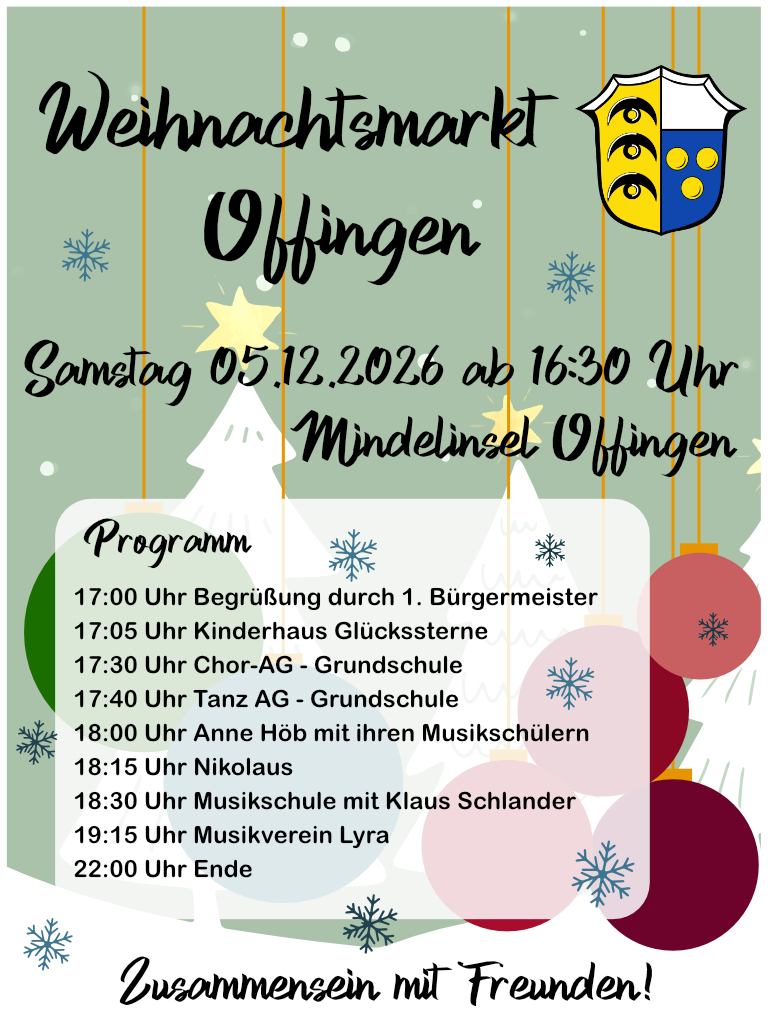 Weihnachtsmarkt
Offingen
Samstag 05.12.2026 ab 16:30 Uhr
Mindelinsel Offingen
Programm
17:00 Uhr Begrüßung durch 1. Bürgermeister
17:05 Uhr Kinderhaus Glückssterne
17:30 Uhr Chor-AG - Grundschule
17:40 Uhr Tanz AG - Grundschule
18:00 Uhr Anne Höb mit ihren Musikschülern
18:15 Uhr Nikolaus
18:30 Uhr Musikschule mit Klaus Schlander
19:15 Uhr Musikverein Lyra
22:00 Uhr Ende
Zusammensein mit Freunden!